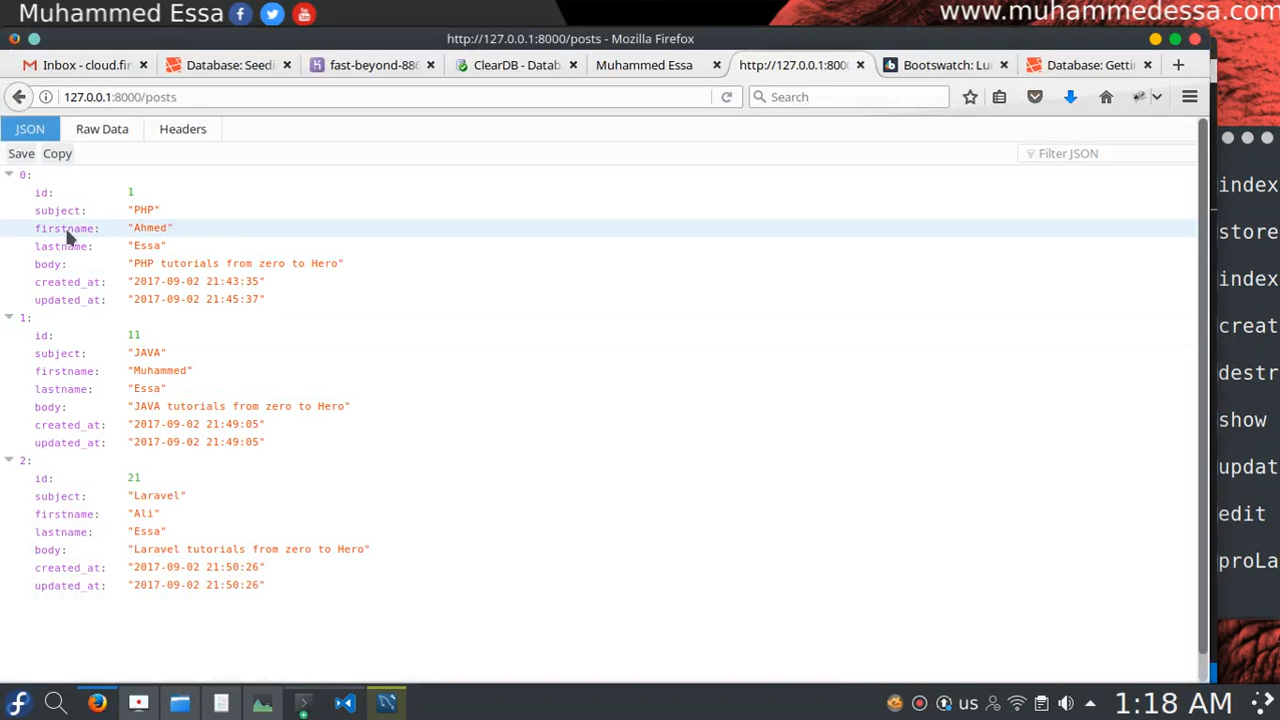 Muhammed Essa
www.muhammedessa.com
http://127.0.0.1:8000/posts - Mozilla Firefox
Inbox - cloud.fir
Database: Seedi
fast-beyond-886
ClearDB - Datab
Muhammed Essa
http://127.0.0.1:8000
Bootswatch: Lu
Database: Getti
127.0.0.1:8000/posts
Search
JSON
Raw Data
Headers
Save
Copy
Filter JSON
0:
id: 1
subject: "PHP"
firstname: "Ahmed"
lastname: "Essa"
body: "PHP tutorials from zero to Hero"
created_at: "2017-09-02 21:43:35"
updated_at: "2017-09-02 21:45:37"
1:
id: 11
subject: "JAVA"
firstname: "Muhammed"
lastname: "Essa"
body: "JAVA tutorials from zero to Hero"
created_at: "2017-09-02 21:49:05"
updated_at: "2017-09-02 21:49:05"
2:
id: 21
subject: "Laravel"
firstname: "Ali"
lastname: "Essa"
body: "Laravel tutorials from zero to Hero"
created_at: "2017-09-02 21:50:26"
updated_at: "2017-09-02 21:50:26"
index
store
index
creat
destr
show
updat
edit
proLa
us
1:18 AM